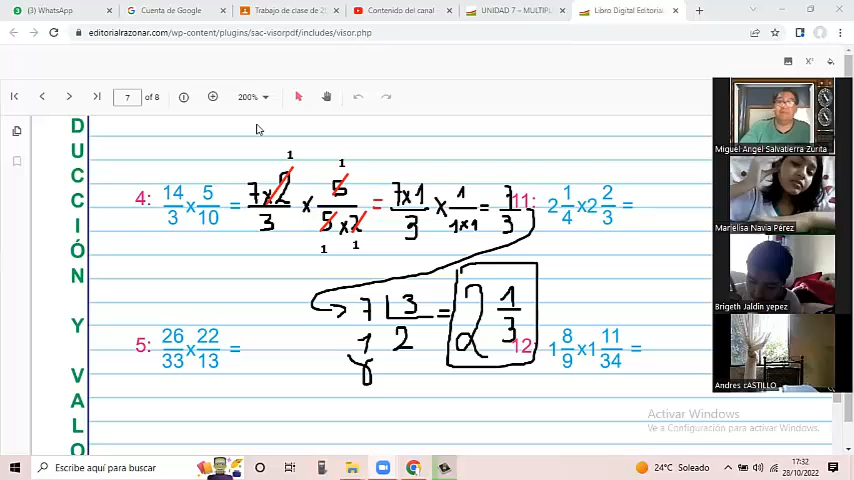 (3) WhatsApp
Cuenta de Google
Trabajo de clase de 2
Contenido del canal
UNIDAD 7 – MULTIPL
Libro Digital Editorial
editorialrazonar.com/wp-content/plugins/sac-visorpdf/includes/visor.php
7 of 8 200%
D
U
C
C
I
Ó
N
Y
V
A
L
O
4: 14/3 x 5/10 = 7x2/3 x 5/5x2 = 7x1/3 x 1/1x1 = 7/3
1 1 1 1
7 3 = 2 1/3
1 2
11: 2 1/4 x 2 2/3 =
5: 26/33 x 22/13 =
12: 1 8/9 x 1 11/34 =
Miguel Angel Salvatierra Zurita
Marielisa Navia Pérez
Brigeth Jaldin yepez
Andres cASTILLO
Activar Windows
Ve a Configuración para activar Windows.
Escribe aquí para buscar
24°C Soleado
17:32
28/10/2022